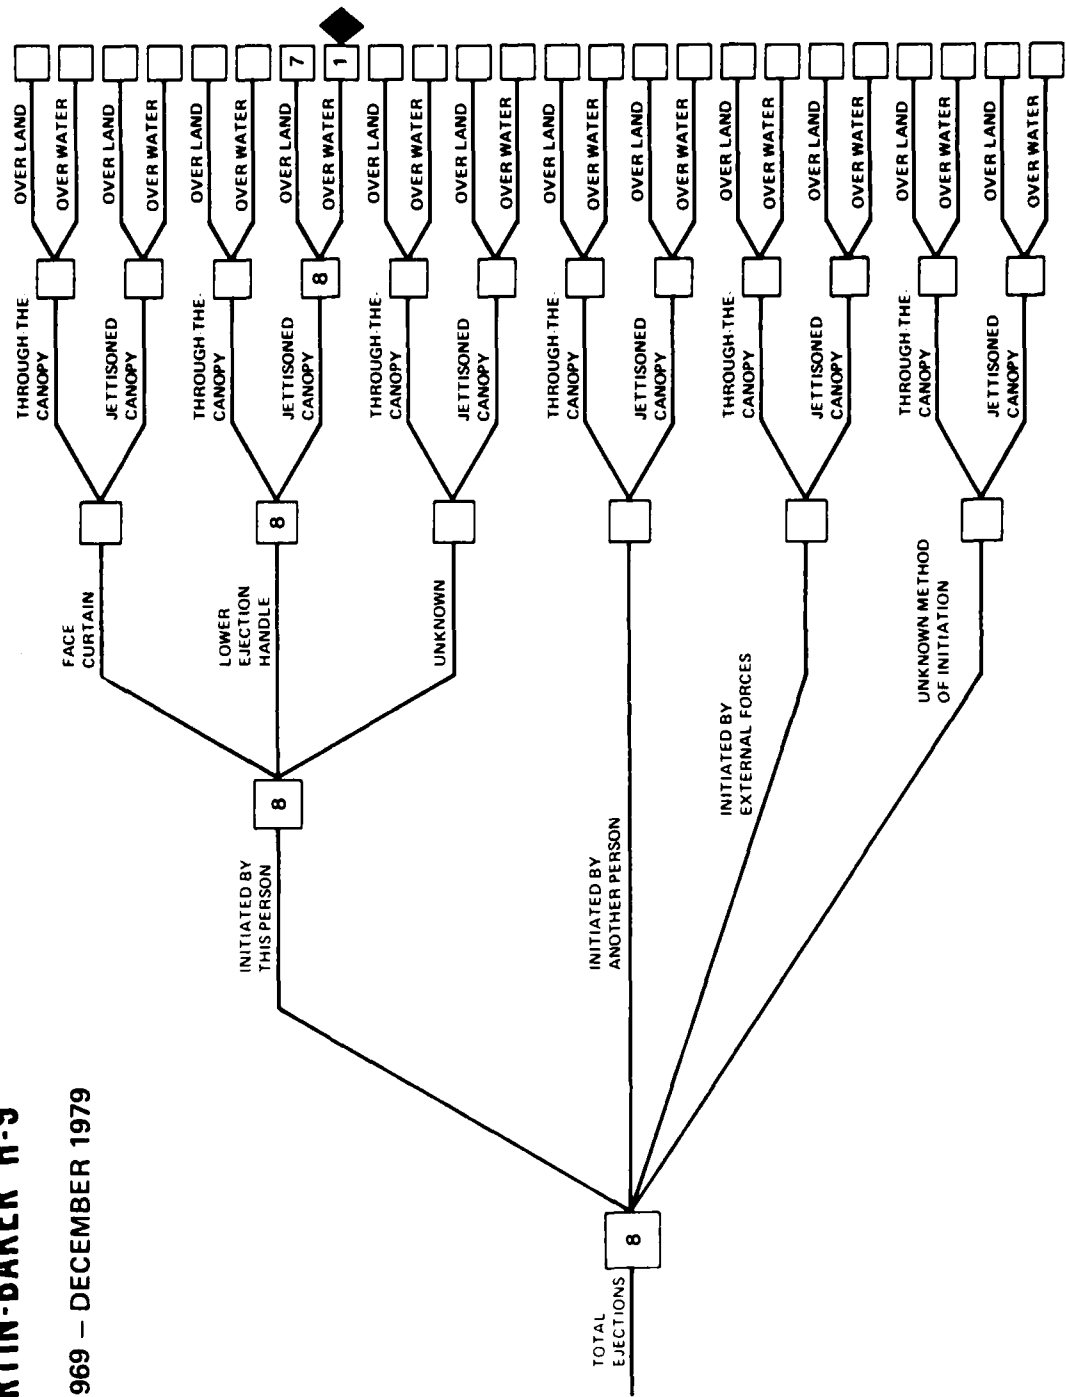 RTIN-BAKER H-9
969 – DECEMBER 1979
TOTAL
EJECTIONS
8
INITIATED BY
THIS PERSON
8
FACE
CURTAIN
THROUGH-THE-
CANOPY
OVER LAND
OVER WATER
JETTISONED
CANOPY
OVER LAND
OVER WATER
LOWER
EJECTION
HANDLE
8
THROUGH-THE-
CANOPY
OVER LAND
OVER WATER
JETTISONED
CANOPY
8
OVER LAND
7
OVER WATER
1
UNKNOWN
THROUGH-THE-
CANOPY
OVER LAND
OVER WATER
JETTISONED
CANOPY
OVER LAND
OVER WATER
INITIATED BY
ANOTHER PERSON
THROUGH-THE-
CANOPY
OVER LAND
OVER WATER
JETTISONED
CANOPY
OVER LAND
OVER WATER
INITIATED BY
EXTERNAL FORCES
THROUGH-THE-
CANOPY
OVER LAND
OVER WATER
JETTISONED
CANOPY
OVER LAND
OVER WATER
UNKNOWN METHOD
OF INITIATION
THROUGH-THE-
CANOPY
OVER LAND
OVER WATER
JETTISONED
CANOPY
OVER LAND
OVER WATER